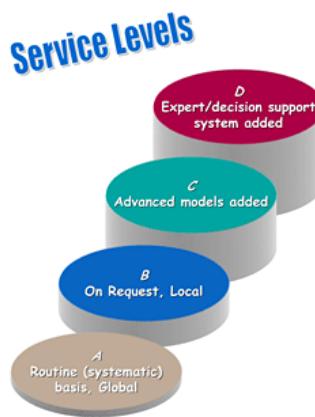 Service Levels
D
Expert/decision support
system added
C
Advanced models added
B
On Request, Local
A
Routine (systematic)
basis, Global